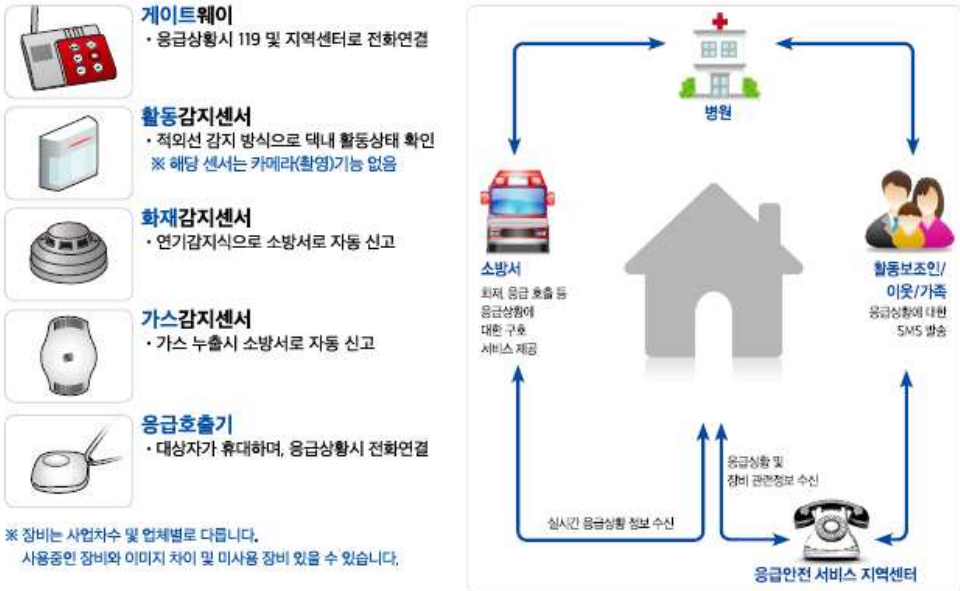 게이트웨이
· 응급상황시 119 및 지역센터로 전화연결
활동감지센서
· 적외선 감지 방식으로 댁내 활동상태 확인
※ 해당 센서는 카메라(촬영)기능 없음
화재감지센서
· 연기감지식으로 소방서로 자동 신고
가스감지센서
· 가스 누출시 소방서로 자동 신고
응급호출기
· 대상자가 휴대하며, 응급상황시 전화연결
※ 장비는 사업차수 및 업체별로 다릅니다.
사용중인 장비와 이미지 차이 및 미사용 장비 있을 수 있습니다.
병원
소방서
화재, 응급 호출 등
응급상황에
대한 구호
서비스 제공
활동보조인/
이웃/가족
응급상황에 대한
SMS 발송
응급상황 및
장비 관련정보 수신
실시간 응급상황 정보 수신
응급안전 서비스 지역센터